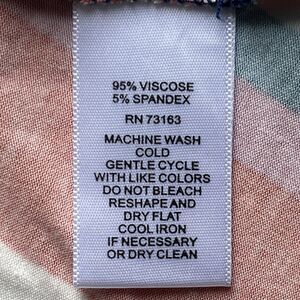 95% VISCOSE
5% SPANDEX
RN 73163
MACHINE WASH
COLD
GENTLE CYCLE
WITH LIKE COLORS
DO NOT BLEACH
RESHAPE AND
DRY FLAT
COOL IRON
IF NECESSARY
OR DRY CLEAN